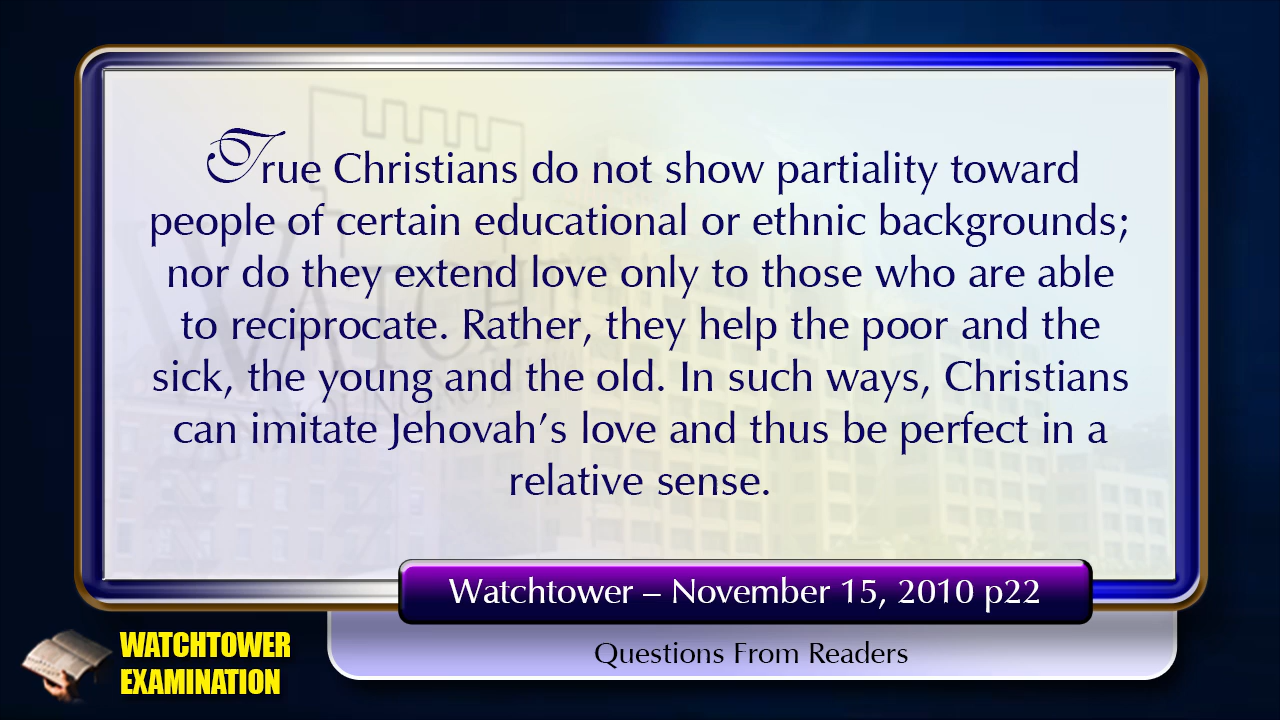 True Christians do not show partiality toward
people of certain educational or ethnic backgrounds;
nor do they extend love only to those who are able
to reciprocate. Rather, they help the poor and the
sick, the young and the old. In such ways, Christians
can imitate Jehovah’s love and thus be perfect in a
relative sense.
Watchtower – November 15, 2010 p22
Questions From Readers
WATCHTOWER
EXAMINATION